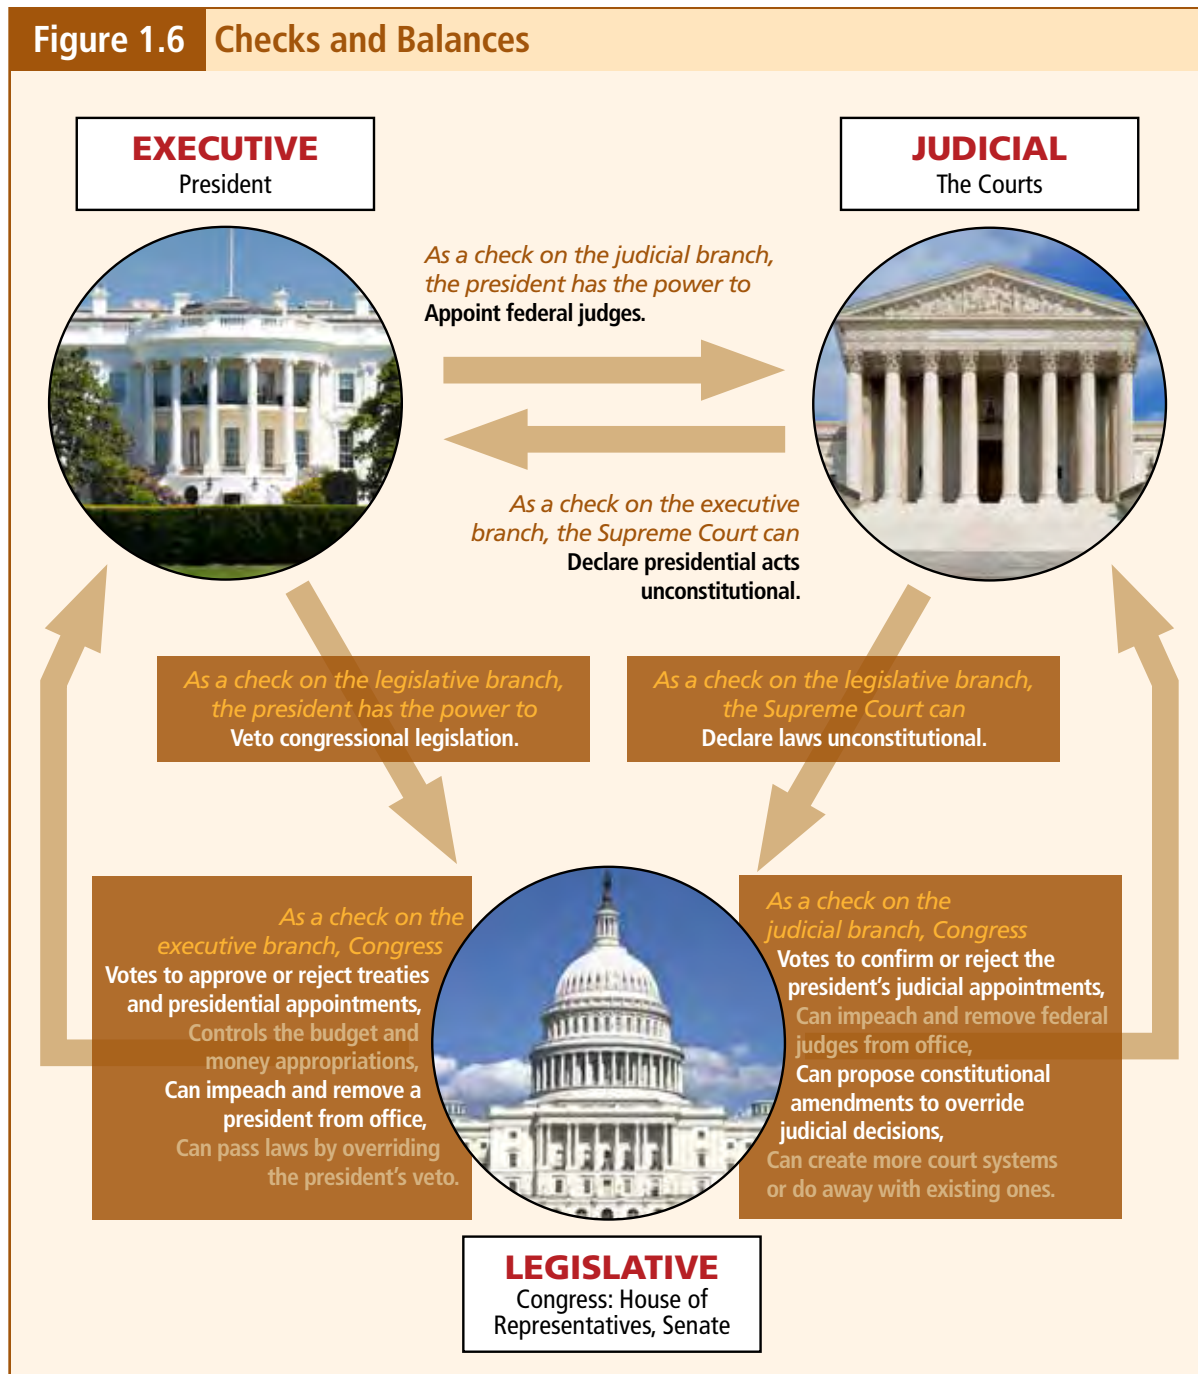 Figure 1.6 Checks and Balances
EXECUTIVE
President
JUDICIAL
The Courts
As a check on the judicial branch,
the president has the power to
Appoint federal judges.
As a check on the executive
branch, the Supreme Court can
Declare presidential acts
unconstitutional.
As a check on the legislative branch,
the president has the power to
Veto congressional legislation.
As a check on the legislative branch,
the Supreme Court can
Declare laws unconstitutional.
As a check on the
executive branch, Congress
Votes to approve or reject treaties
and presidential appointments,
Controls the budget and
money appropriations,
Can impeach and remove a
president from office,
Can pass laws by overriding
the president’s veto.
As a check on the
judicial branch, Congress
Votes to confirm or reject the
president’s judicial appointments,
Can impeach and remove federal
judges from office,
Can propose constitutional
amendments to override
judicial decisions,
Can create more court systems
or do away with existing ones.
LEGISLATIVE
Congress: House of
Representatives, Senate